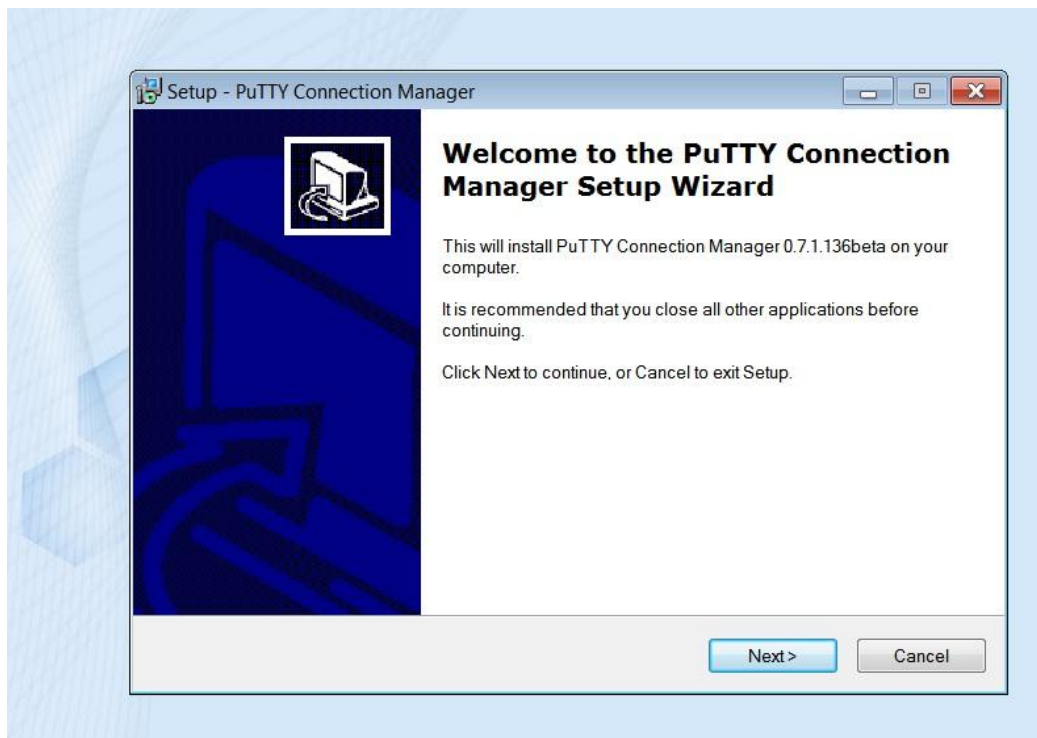 Setup - PuTTY Connection Manager
Welcome to the PuTTY Connection
Manager Setup Wizard
This will install PuTTY Connection Manager 0.7.1.136beta on your
computer.
It is recommended that you close all other applications before
continuing.
Click Next to continue, or Cancel to exit Setup.
Next >
Cancel